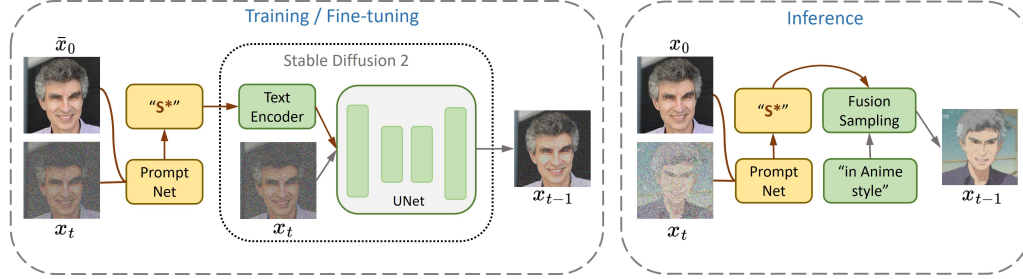 Training / Fine-tuning
x̄₀
Stable Diffusion 2
"S*"
Text
Encoder
Prompt
Net
UNet
xₜ
xₜ
xₜ₋₁
Inference
x₀
"S*"
Fusion
Sampling
Prompt
Net
"in Anime
style"
xₜ
xₜ₋₁